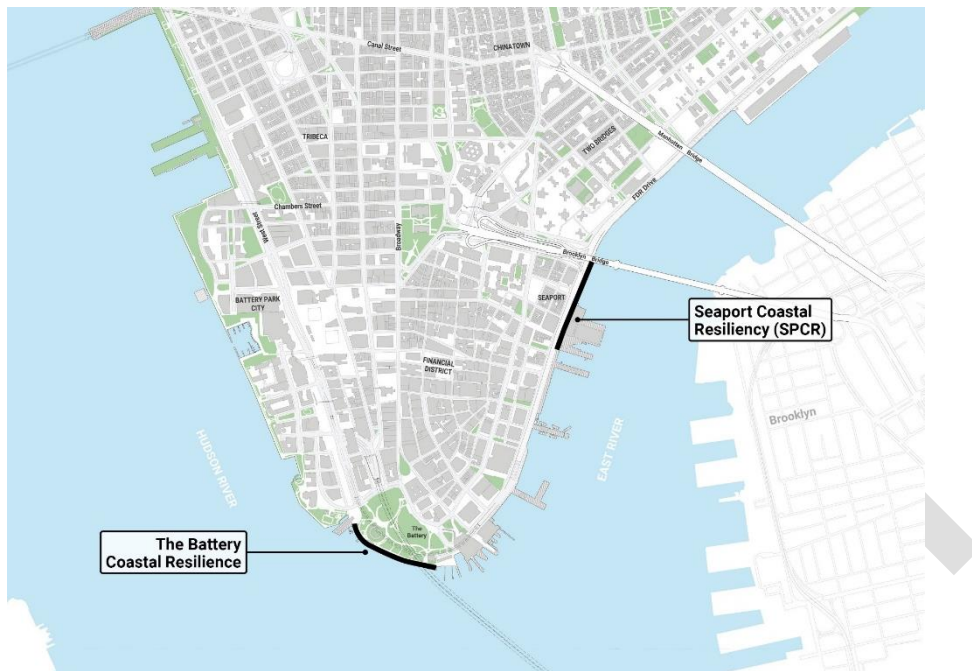 Canal Street
CHINATOWN
TRIBECA
TWO BRIDGES
Manhattan Bridge
FDR Drive
Chambers Street
West Street
Broadway
Brooklyn Bridge
BATTERY PARK
CITY
SEAPORT
Seaport Coastal
Resiliency (SPCR)
FINANCIAL
DISTRICT
Brooklyn
HUDSON RIVER
EAST RIVER
The
Battery
The Battery
Coastal Resilience